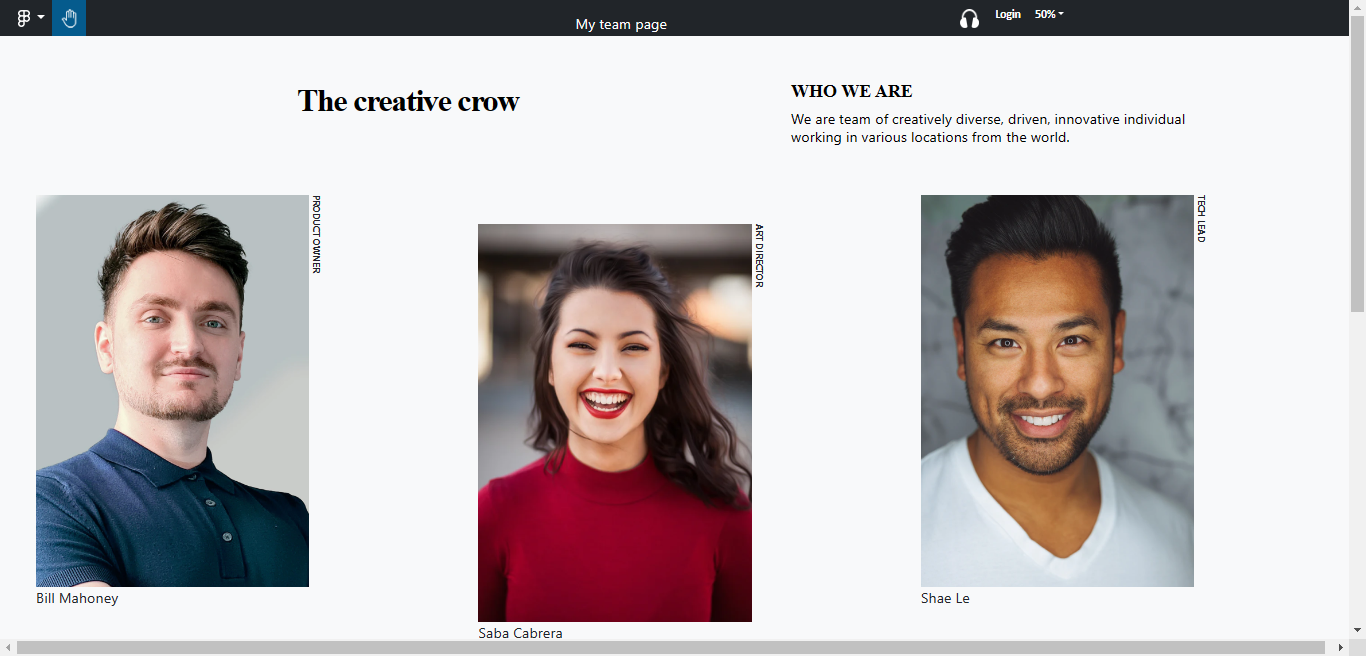 My team page
Login 50%
The creative crow
WHO WE ARE
We are team of creatively diverse, driven, innovative individual
working in various locations from the world.
PRODUCT OWNER
Bill Mahoney
ART DIRECTOR
Saba Cabrera
TECH LEAD
Shae Le